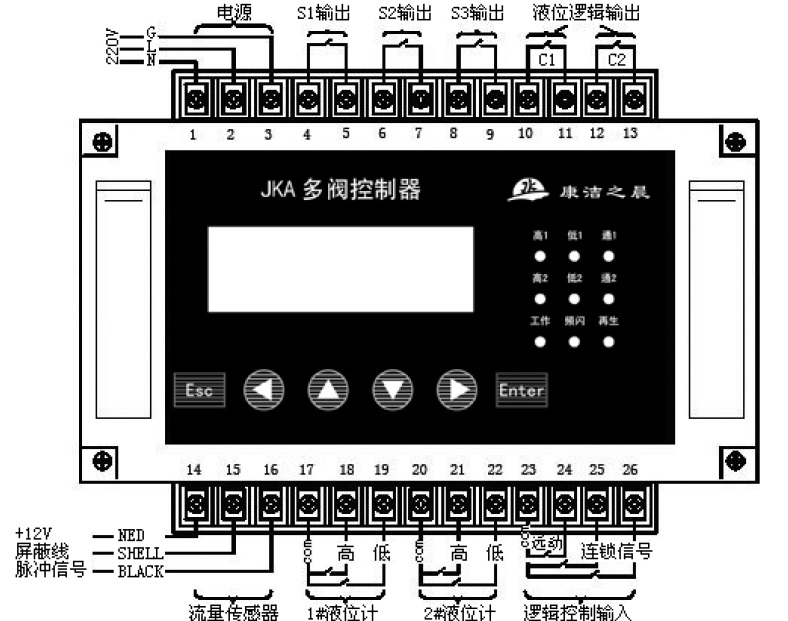 电源 S1输出 S2输出 S3输出 液位逻辑输出
220V
G
L
N
C1 C2
1 2 3 4 5 6 7 8 9 10 11 12 13
JKA 多阀控制器
康洁之晨
高1 低1 通1
高2 低2 通2
工作 频闪 再生
Esc Enter
14 15 16 17 18 19 20 21 22 23 24 25 26
+12V NED
屏蔽线 SHELL
脉冲信号 BLACK
com 高 低 com 高 低 com 远动 连锁信号
流量传感器 1#液位计 2#液位计 逻辑控制输入